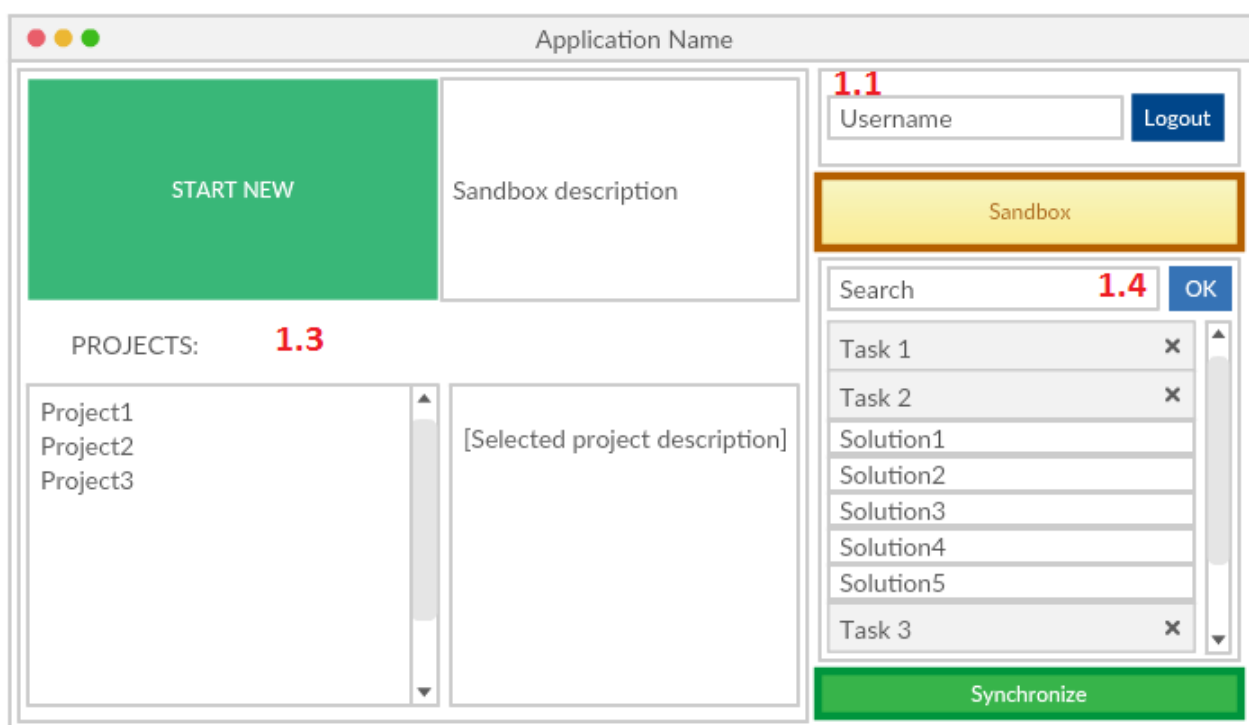 Application Name
START NEW
Sandbox description
PROJECTS:
1.3
Project1
Project2
Project3
[Selected project description]
1.1
Username
Logout
Sandbox
Search
1.4
OK
Task 1
Task 2
Solution1
Solution2
Solution3
Solution4
Solution5
Task 3
Synchronize